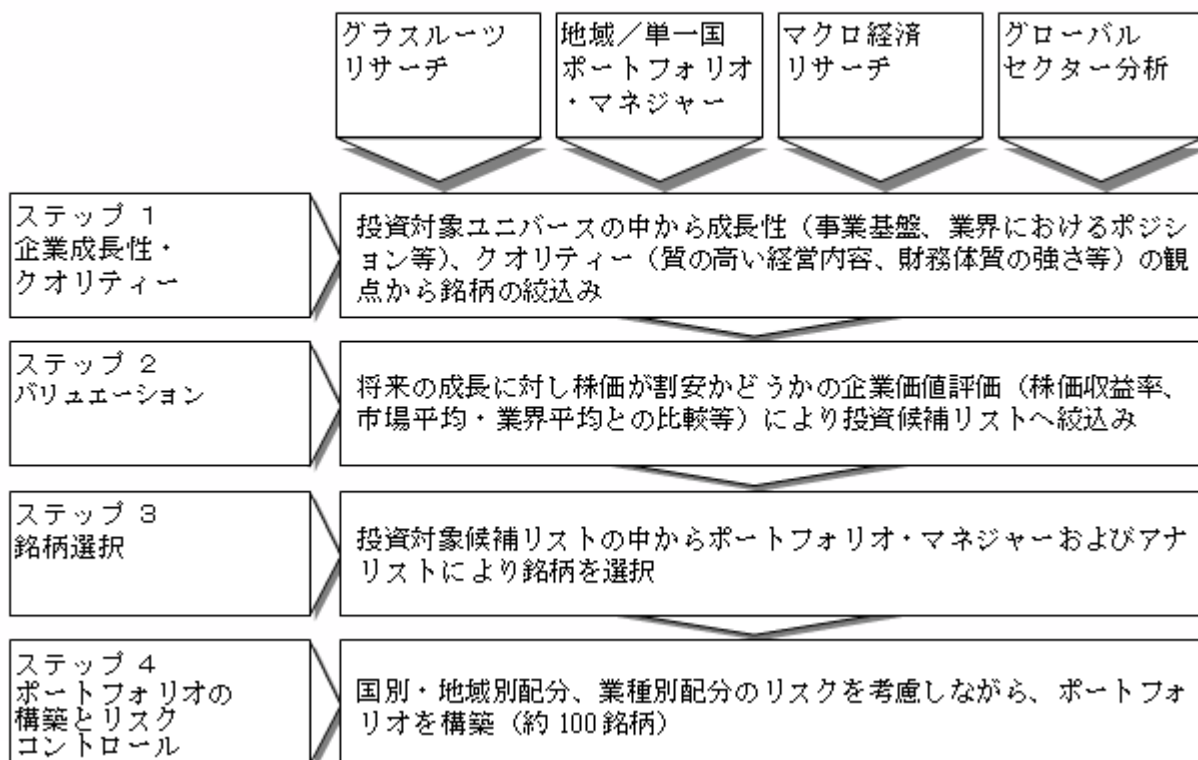 グラスルーツ
リサーチ
地域／単一国
ポートフォリオ
・マネジャー
マクロ経済
リサーチ
グローバル
セクター分析
ステップ １
企業成長性・
クオリティー
投資対象ユニバースの中から成長性（事業基盤、業界におけるポジシ
ョン等）、クオリティー（質の高い経営内容、財務体質の強さ等）の観
点から銘柄の絞込み
ステップ ２
バリュエーション
将来の成長に対し株価が割安かどうかの企業価値評価（株価収益率、
市場平均・業界平均との比較等）により投資候補リストへ絞込み
ステップ ３
銘柄選択
投資対象候補リストの中からポートフォリオ・マネジャーおよびアナ
リストにより銘柄を選択
ステップ ４
ポートフォリオの
構築とリスク
コントロール
国別・地域別配分、業種別配分のリスクを考慮しながら、ポートフォ
リオを構築（約 100 銘柄）